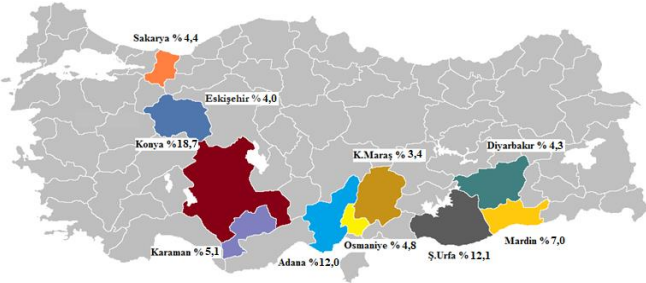 Sakarya % 4,4
Eskişehir % 4,0
Konya %18,7
K.Maraş % 3,4
Diyarbakır % 4,3
Karaman % 5,1
Adana %12,0
Osmaniye % 4,8
Ş.Urfa % 12,1
Mardin % 7,0